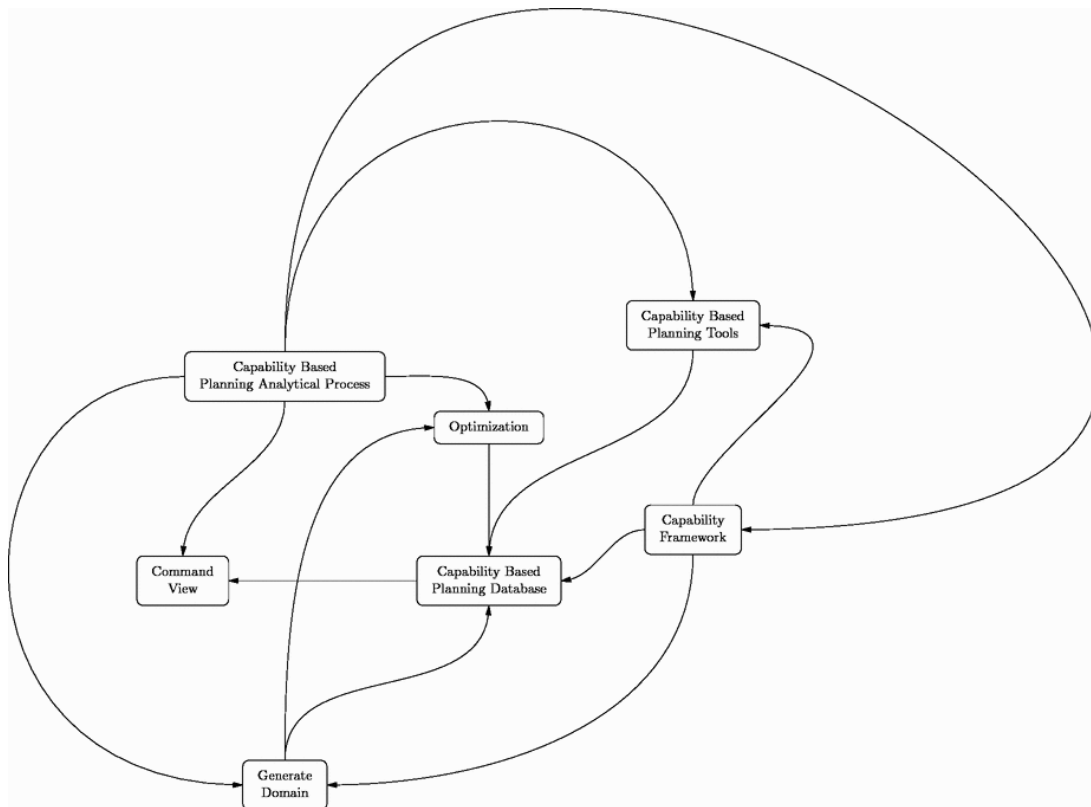 Capability Based
Planning Tools
Capability Based
Planning Analytical Process
Optimization
Capability
Framework
Command
View
Capability Based
Planning Database
Generate
Domain